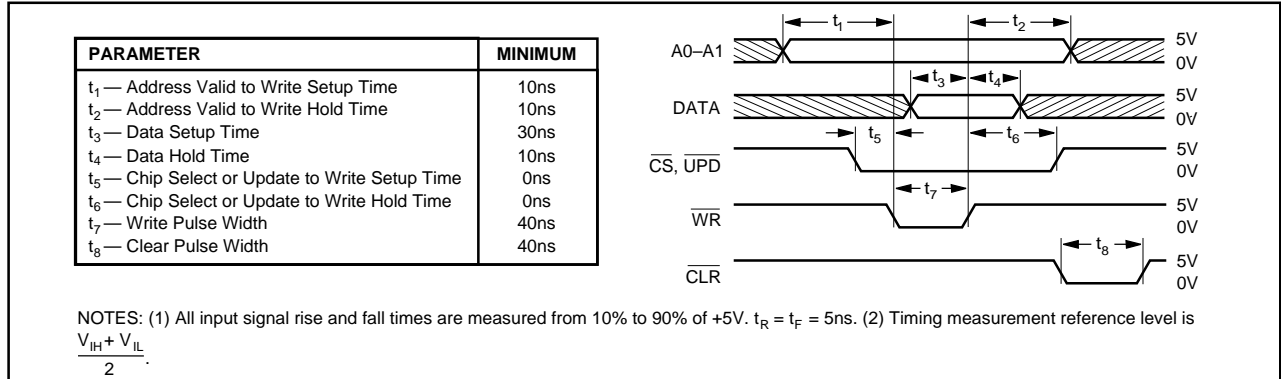 PARAMETER MINIMUM
t1 — Address Valid to Write Setup Time 10ns
t2 — Address Valid to Write Hold Time 10ns
t3 — Data Setup Time 30ns
t4 — Data Hold Time 10ns
t5 — Chip Select or Update to Write Setup Time 0ns
t6 — Chip Select or Update to Write Hold Time 0ns
t7 — Write Pulse Width 40ns
t8 — Clear Pulse Width 40ns
t1 t2
A0–A1 5V
0V
t3 t4
DATA 5V
0V
t5 t6
CS, UPD 5V
0V
t7
WR 5V
0V
t8
CLR 5V
0V
NOTES: (1) All input signal rise and fall times are measured from 10% to 90% of +5V. tR = tF = 5ns. (2) Timing measurement reference level is
VIH + VIL
2 .